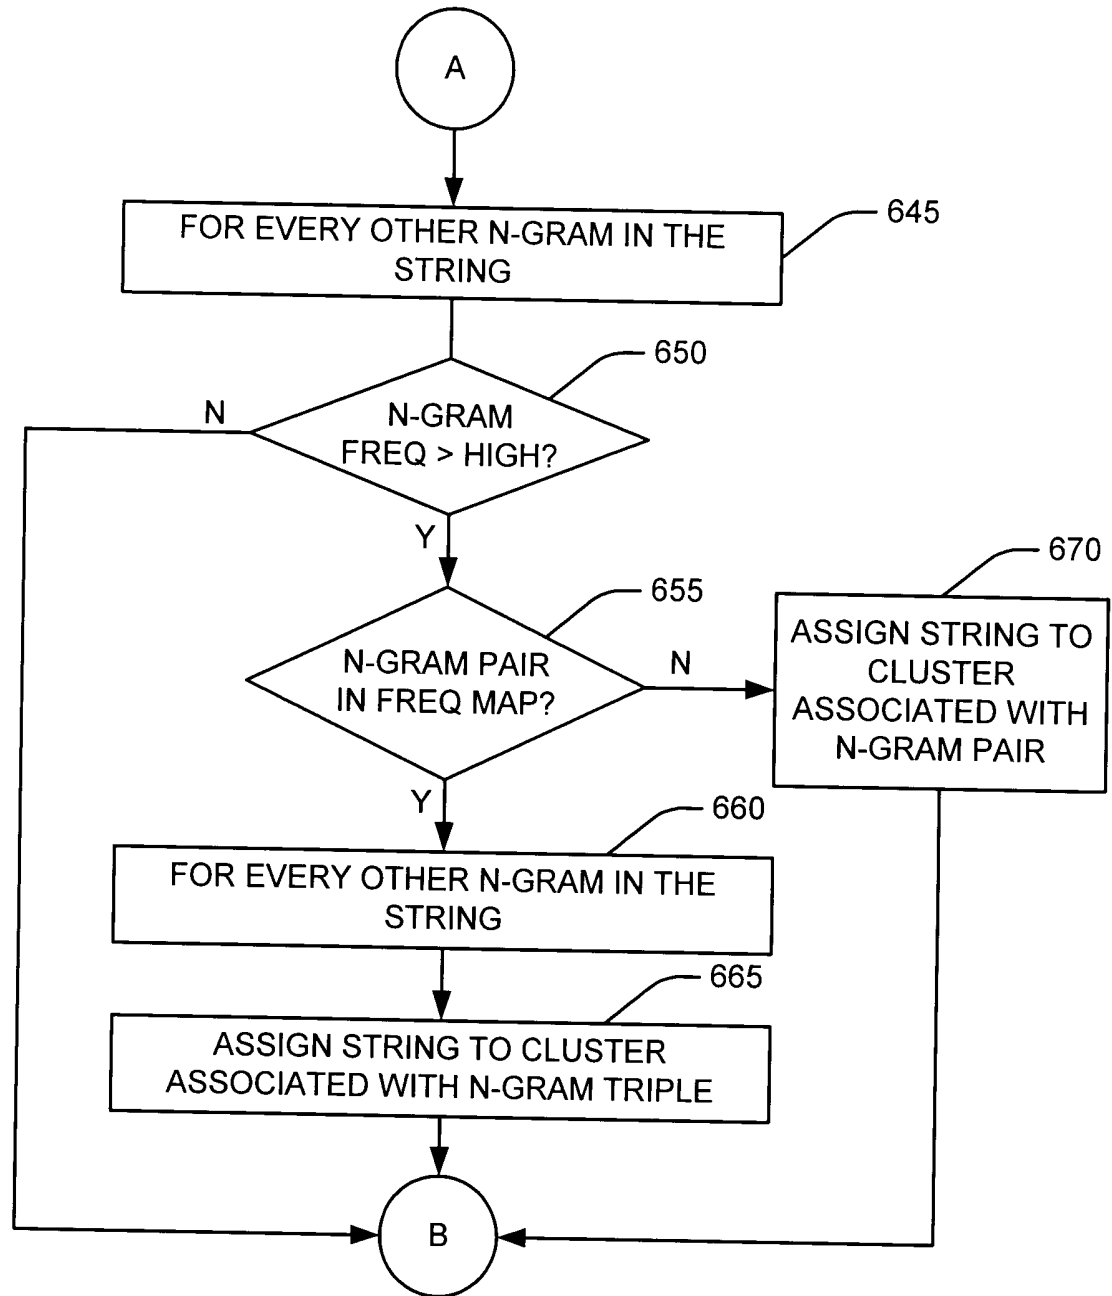 A
FOR EVERY OTHER N-GRAM IN THE
STRING
645
650
N
N-GRAM
FREQ > HIGH?
Y
655
N-GRAM PAIR
IN FREQ MAP?
N
670
ASSIGN STRING TO
CLUSTER
ASSOCIATED WITH
N-GRAM PAIR
Y
660
FOR EVERY OTHER N-GRAM IN THE
STRING
665
ASSIGN STRING TO CLUSTER
ASSOCIATED WITH N-GRAM TRIPLE
B